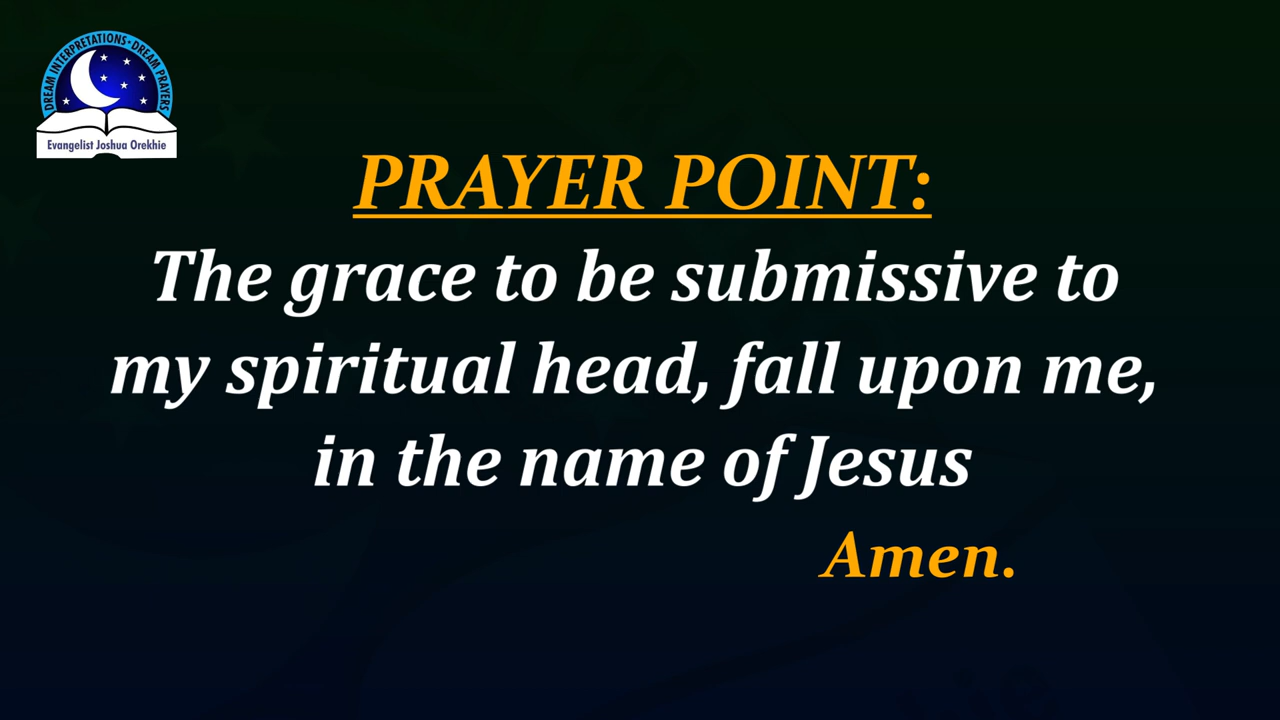 DREAM INTERPRETATIONS · DREAM PRAYERS
Evangelist Joshua Orekhie
PRAYER POINT:
The grace to be submissive to
my spiritual head, fall upon me,
in the name of Jesus
Amen.